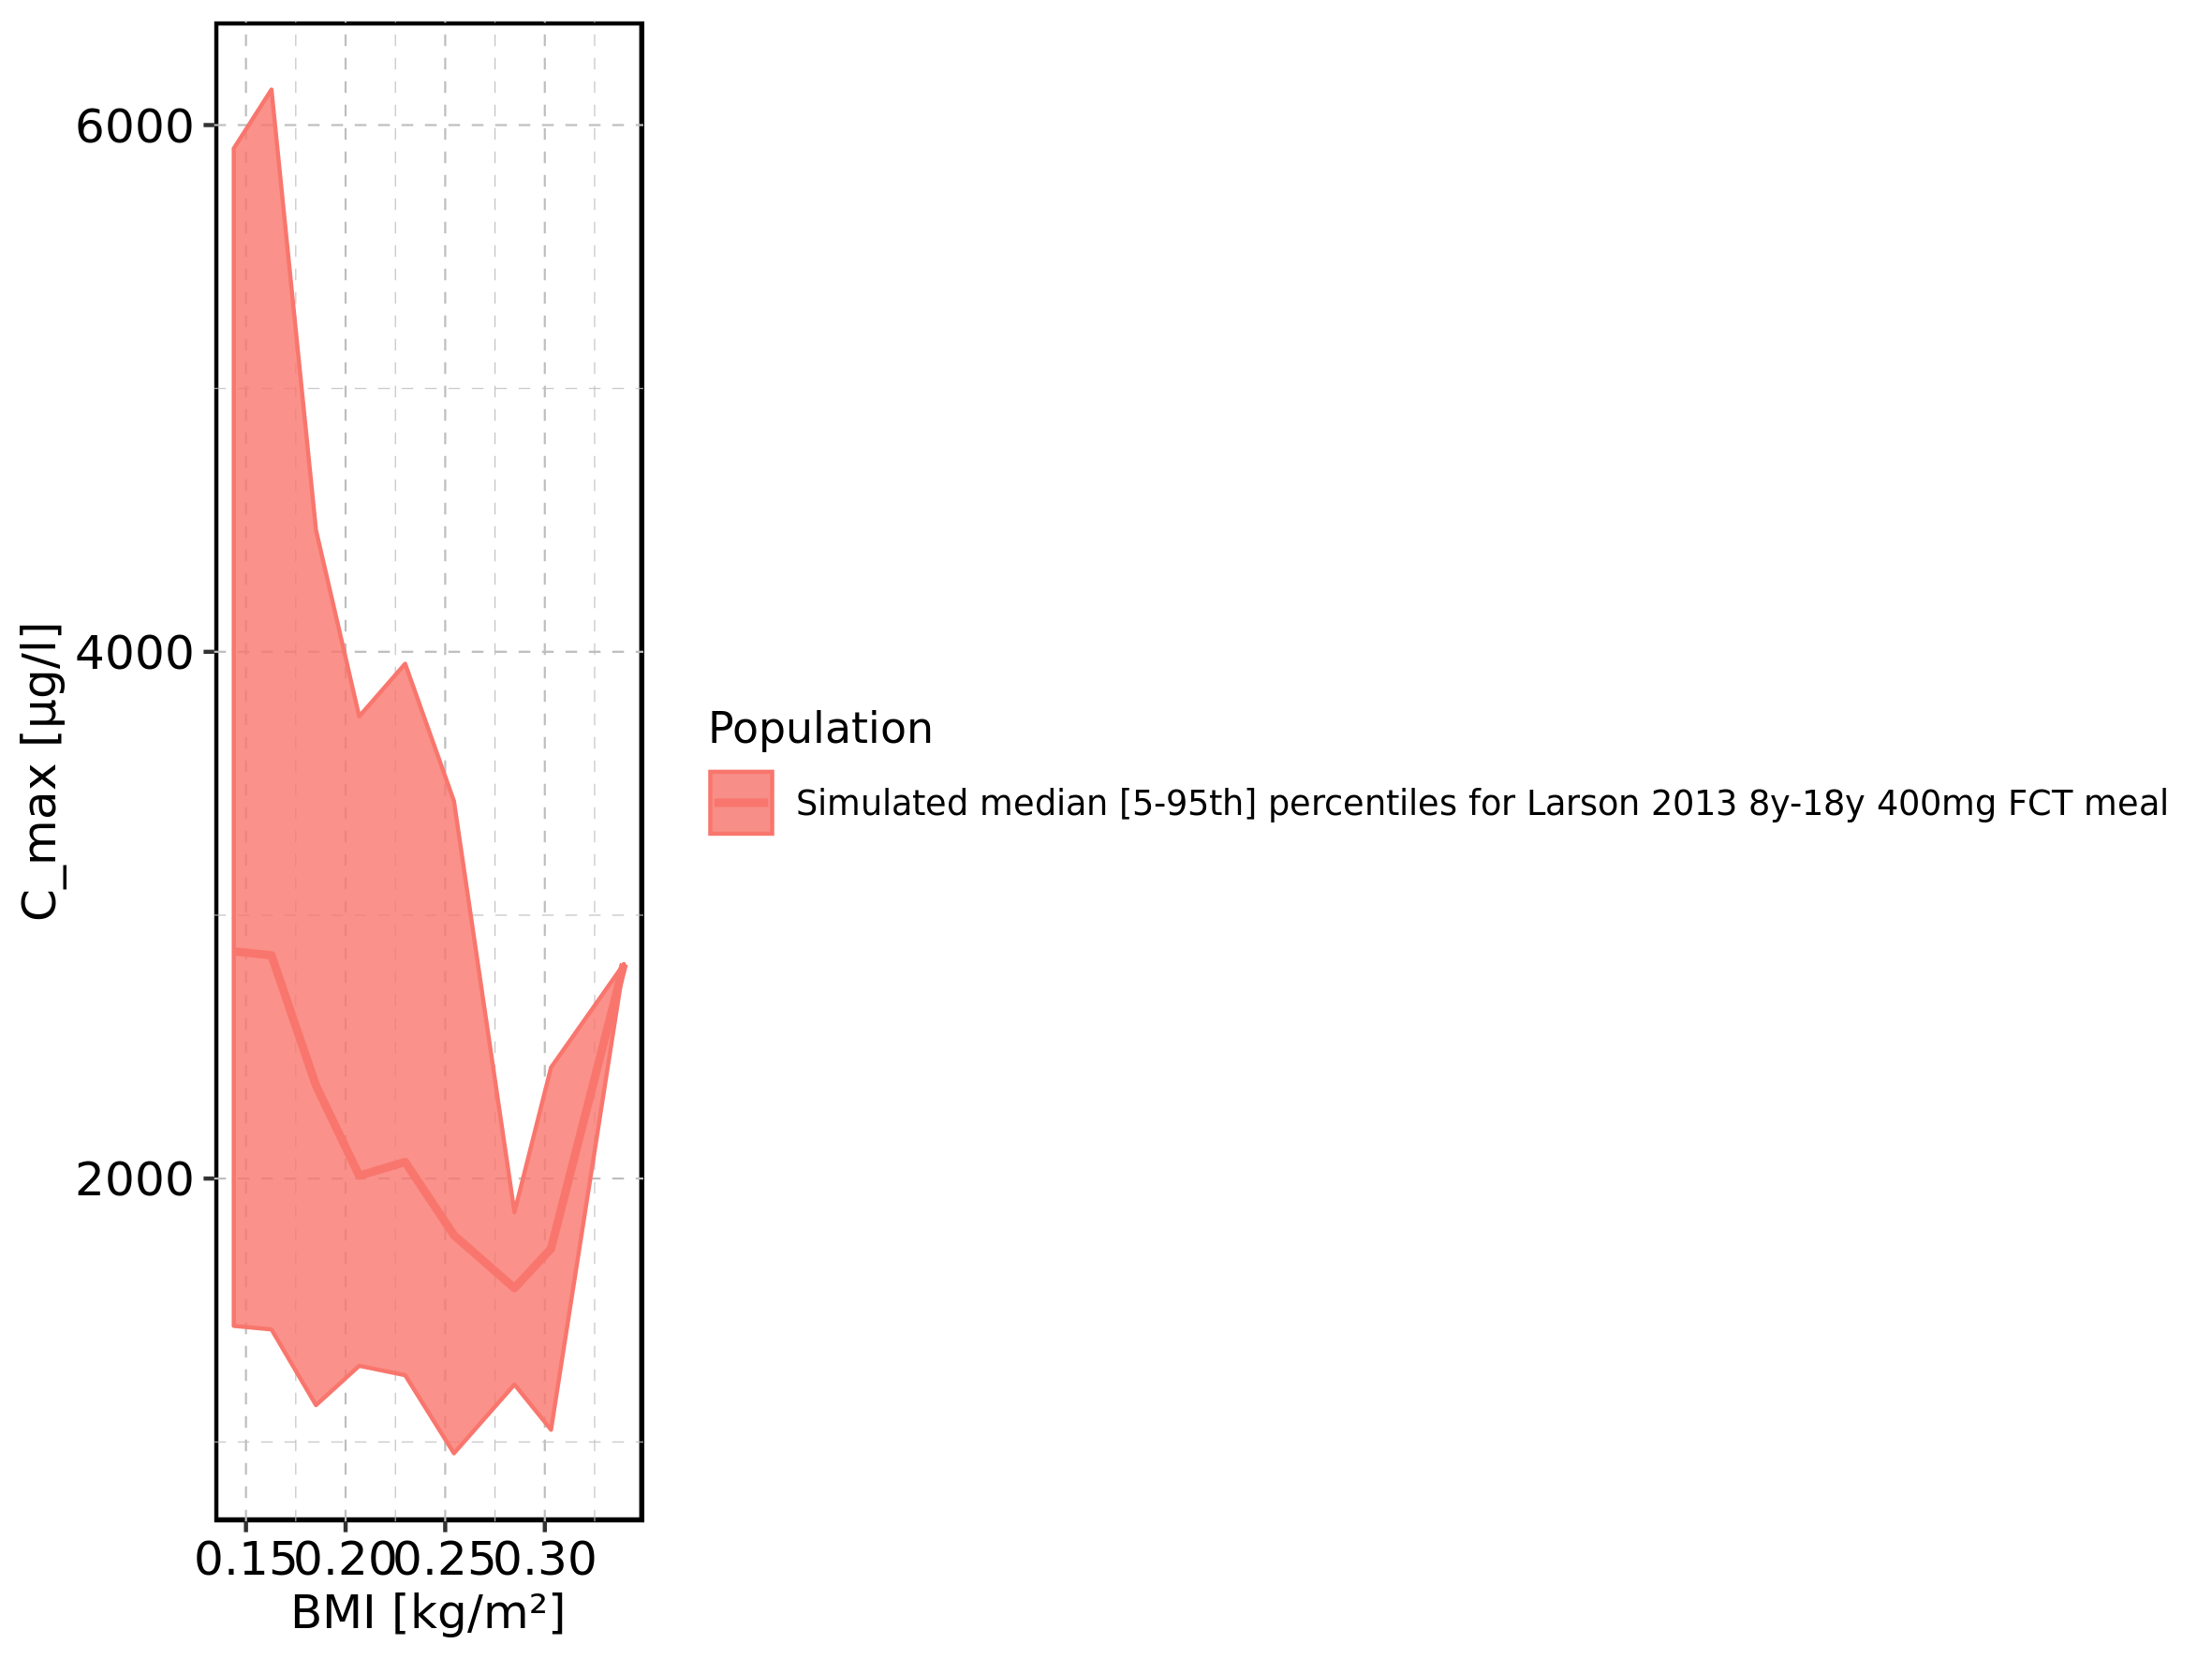 6000
4000
2000
C_max [µg/l]
0.15 0.20 0.25 0.30
BMI [kg/m²]
Population
Simulated median [5-95th] percentiles for Larson 2013 8y-18y 400mg FCT meal